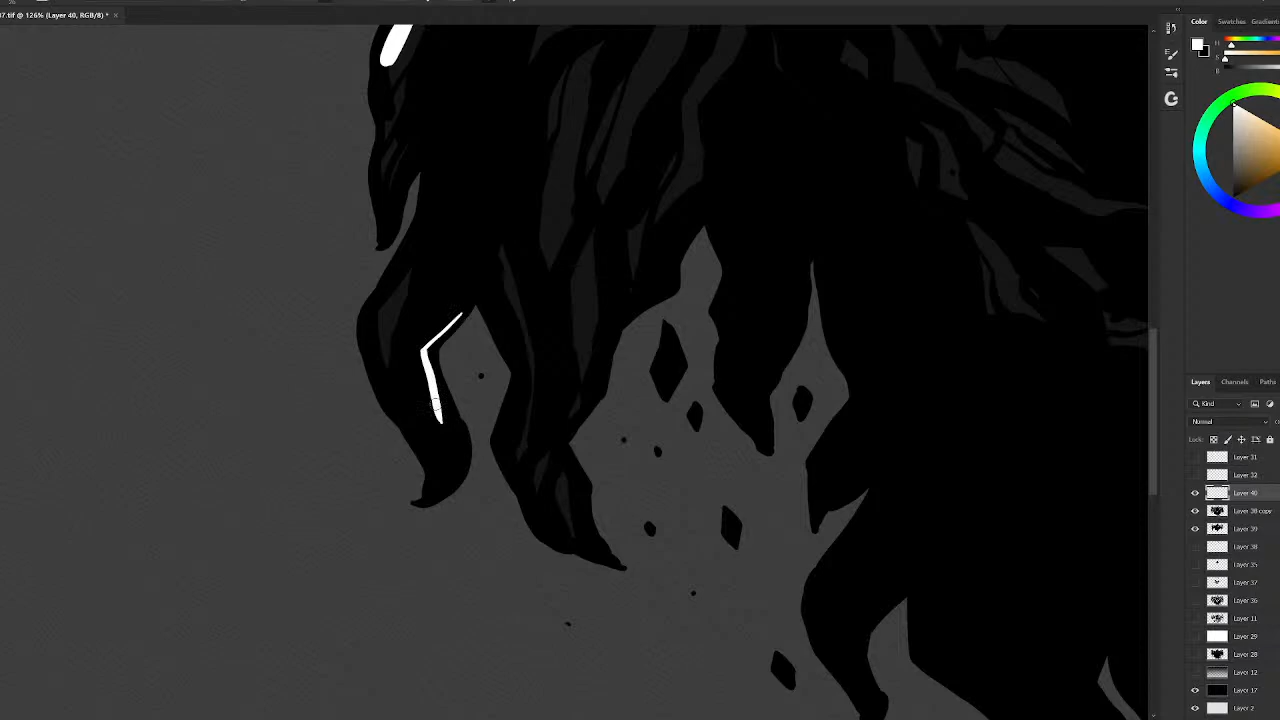 7.tif @ 126% (Layer 40, RGB/8) *
Color Swatches Gradients
H
S
B
Layers Channels Paths
Kind
Normal
Lock:
Layer 31
Layer 32
Layer 40
Layer 38 copy
Layer 39
Layer 38
Layer 35
Layer 37
Layer 36
Layer 11
Layer 29
Layer 28
Layer 12
Layer 17
Layer 2